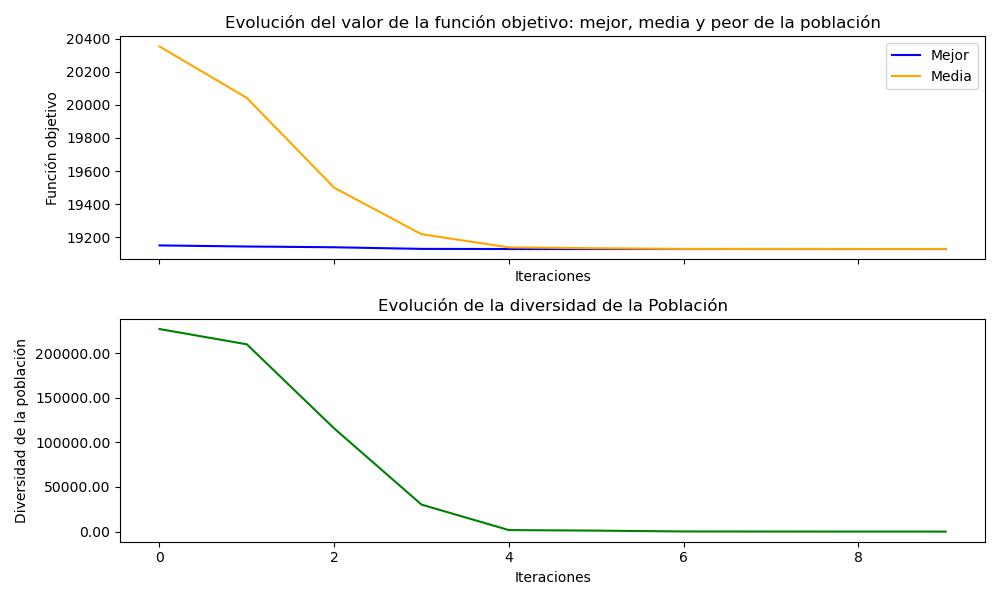 Evolución del valor de la función objetivo: mejor, media y peor de la población
20400
20200
20000
19800
19600
19400
19200
Función objetivo
Mejor
Media
Iteraciones
Evolución de la diversidad de la Población
200000.00
150000.00
100000.00
50000.00
0.00
Diversidad de la población
0 2 4 6 8
Iteraciones